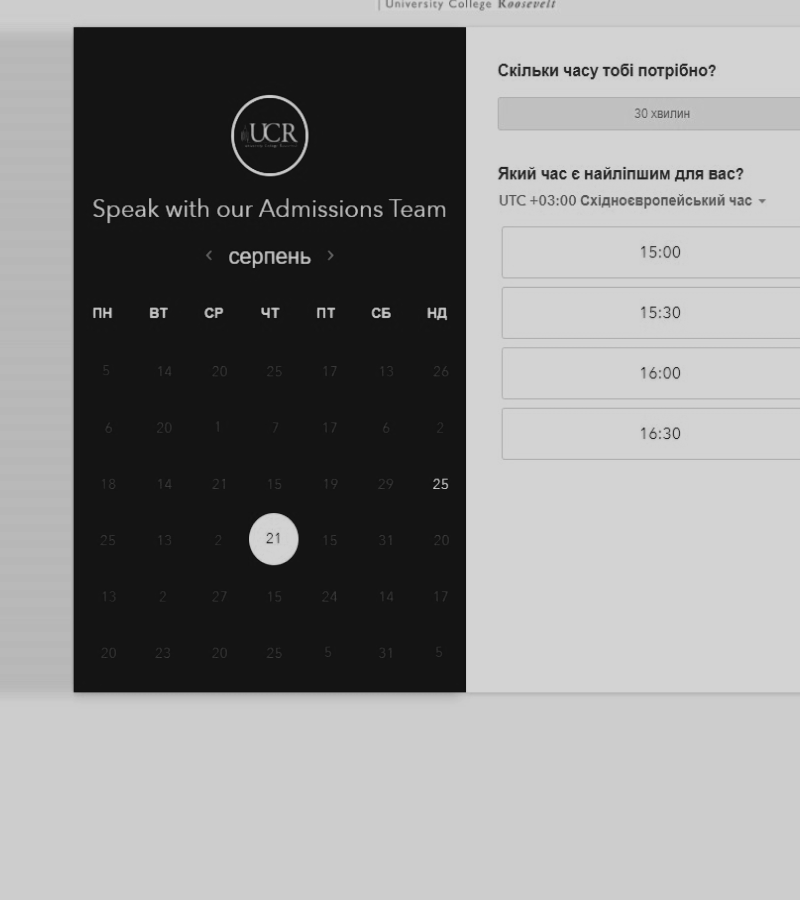 | University College Roosevelt
UCR
Speak with our Admissions Team
серпень
ПН ВТ СР ЧТ ПТ СБ НД
5 14 20 25 17 13 26
6 20 1 7 17 6 2
18 14 21 15 19 29 25
25 13 2 21 15 31 20
13 2 27 15 24 14 17
20 23 20 25 5 31 5
Скільки часу тобі потрібно?
30 хвилин
Який час є найліпшим для вас?
UTC +03:00 Східноєвропейський час
15:00
15:30
16:00
16:30